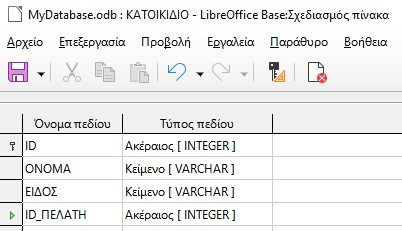 MyDatabase.odb : ΚΑΤΟΙΚΙΔΙΟ - LibreOffice Base:Σχεδιασμός πίνακα
Αρχείο Επεξεργασία Προβολή Εργαλεία Παράθυρο Βοήθεια
Όνομα πεδίου Τύπος πεδίου
ID Ακέραιος [ INTEGER ]
ΟΝΟΜΑ Κείμενο [ VARCHAR ]
ΕΙΔΟΣ Κείμενο [ VARCHAR ]
ID_ΠΕΛΑΤΗ Ακέραιος [ INTEGER ]